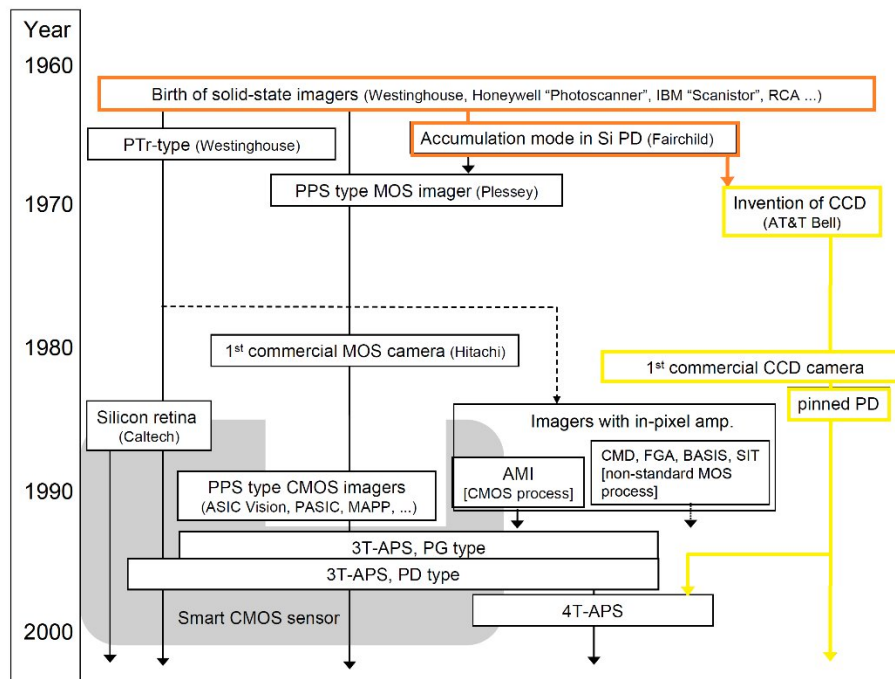 Year
1960
Birth of solid-state imagers (Westinghouse, Honeywell “Photoscanner”, IBM “Scanistor”, RCA ...)
PTr-type (Westinghouse)
Accumulation mode in Si PD (Fairchild)
PPS type MOS imager (Plessey)
1970
Invention of CCD
(AT&T Bell)
1980
1st commercial MOS camera (Hitachi)
1st commercial CCD camera
pinned PD
Silicon retina
(Caltech)
Imagers with in-pixel amp.
CMD, FGA, BASIS, SIT
[non-standard MOS
process]
AMI
[CMOS process]
1990
PPS type CMOS imagers
(ASIC Vision, PASIC, MAPP, ...)
3T-APS, PG type
3T-APS, PD type
Smart CMOS sensor
4T-APS
2000